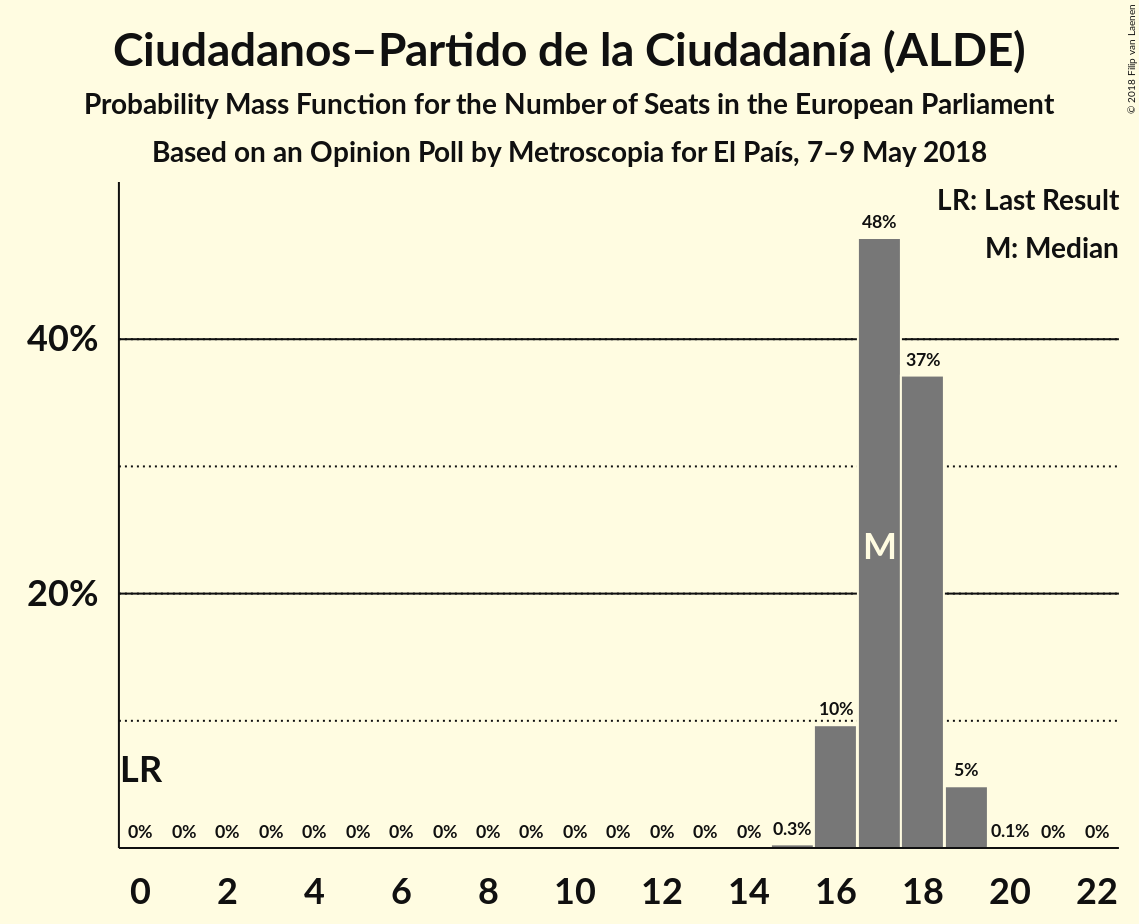 Ciudadanos–Partido de la Ciudadanía (ALDE)
Probability Mass Function for the Number of Seats in the European Parliament
Based on an Opinion Poll by Metroscopia for El País, 7–9 May 2018
© 2018 Filip van Laenen
LR: Last Result
M: Median
48%
40%
37%
M
20%
10%
LR
5%
0% 0% 0% 0% 0% 0% 0% 0% 0% 0% 0% 0% 0% 0% 0% 0.3% 0.1% 0% 0%
0 2 4 6 8 10 12 14 16 18 20 22